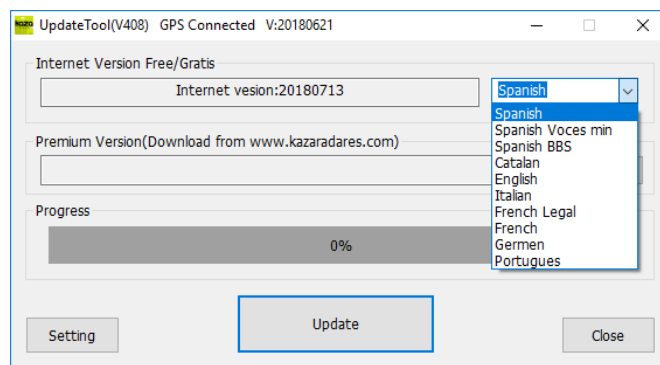 kaza UpdateTool(V408) GPS Connected V:20180621
Internet Version Free/Gratis
Internet vesion:20180713
Spanish
Spanish
Spanish Voces min
Spanish BBS
Catalan
English
Italian
French Legal
French
Germen
Portugues
Premium Version(Download from www.kazaradares.com)
Progress
0%
Setting
Update
Close